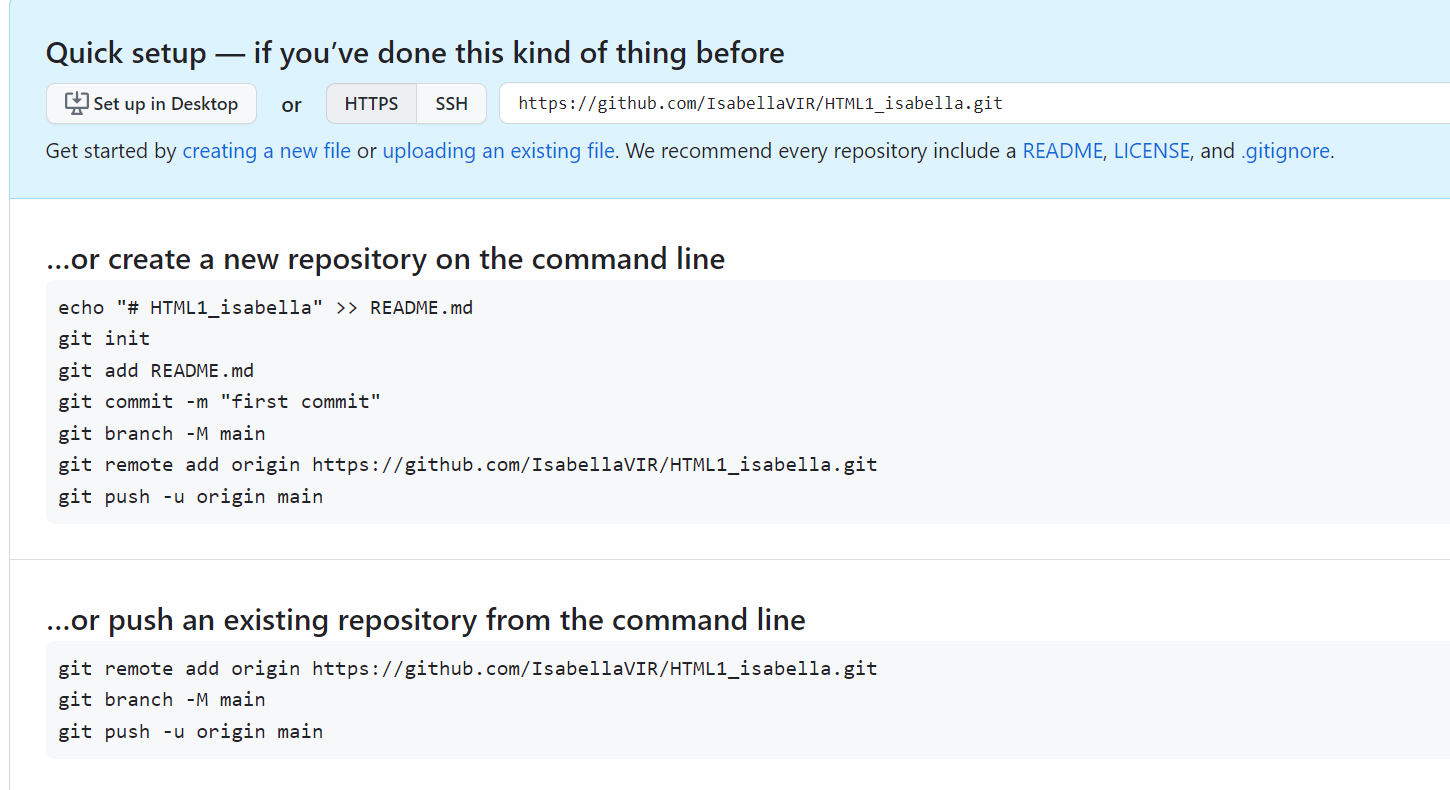 Quick setup — if you’ve done this kind of thing before
Set up in Desktop or HTTPS SSH https://github.com/IsabellaVIR/HTML1_isabella.git
Get started by creating a new file or uploading an existing file. We recommend every repository include a README, LICENSE, and .gitignore.
…or create a new repository on the command line
echo "# HTML1_isabella" >> README.md
git init
git add README.md
git commit -m "first commit"
git branch -M main
git remote add origin https://github.com/IsabellaVIR/HTML1_isabella.git
git push -u origin main
…or push an existing repository from the command line
git remote add origin https://github.com/IsabellaVIR/HTML1_isabella.git
git branch -M main
git push -u origin main